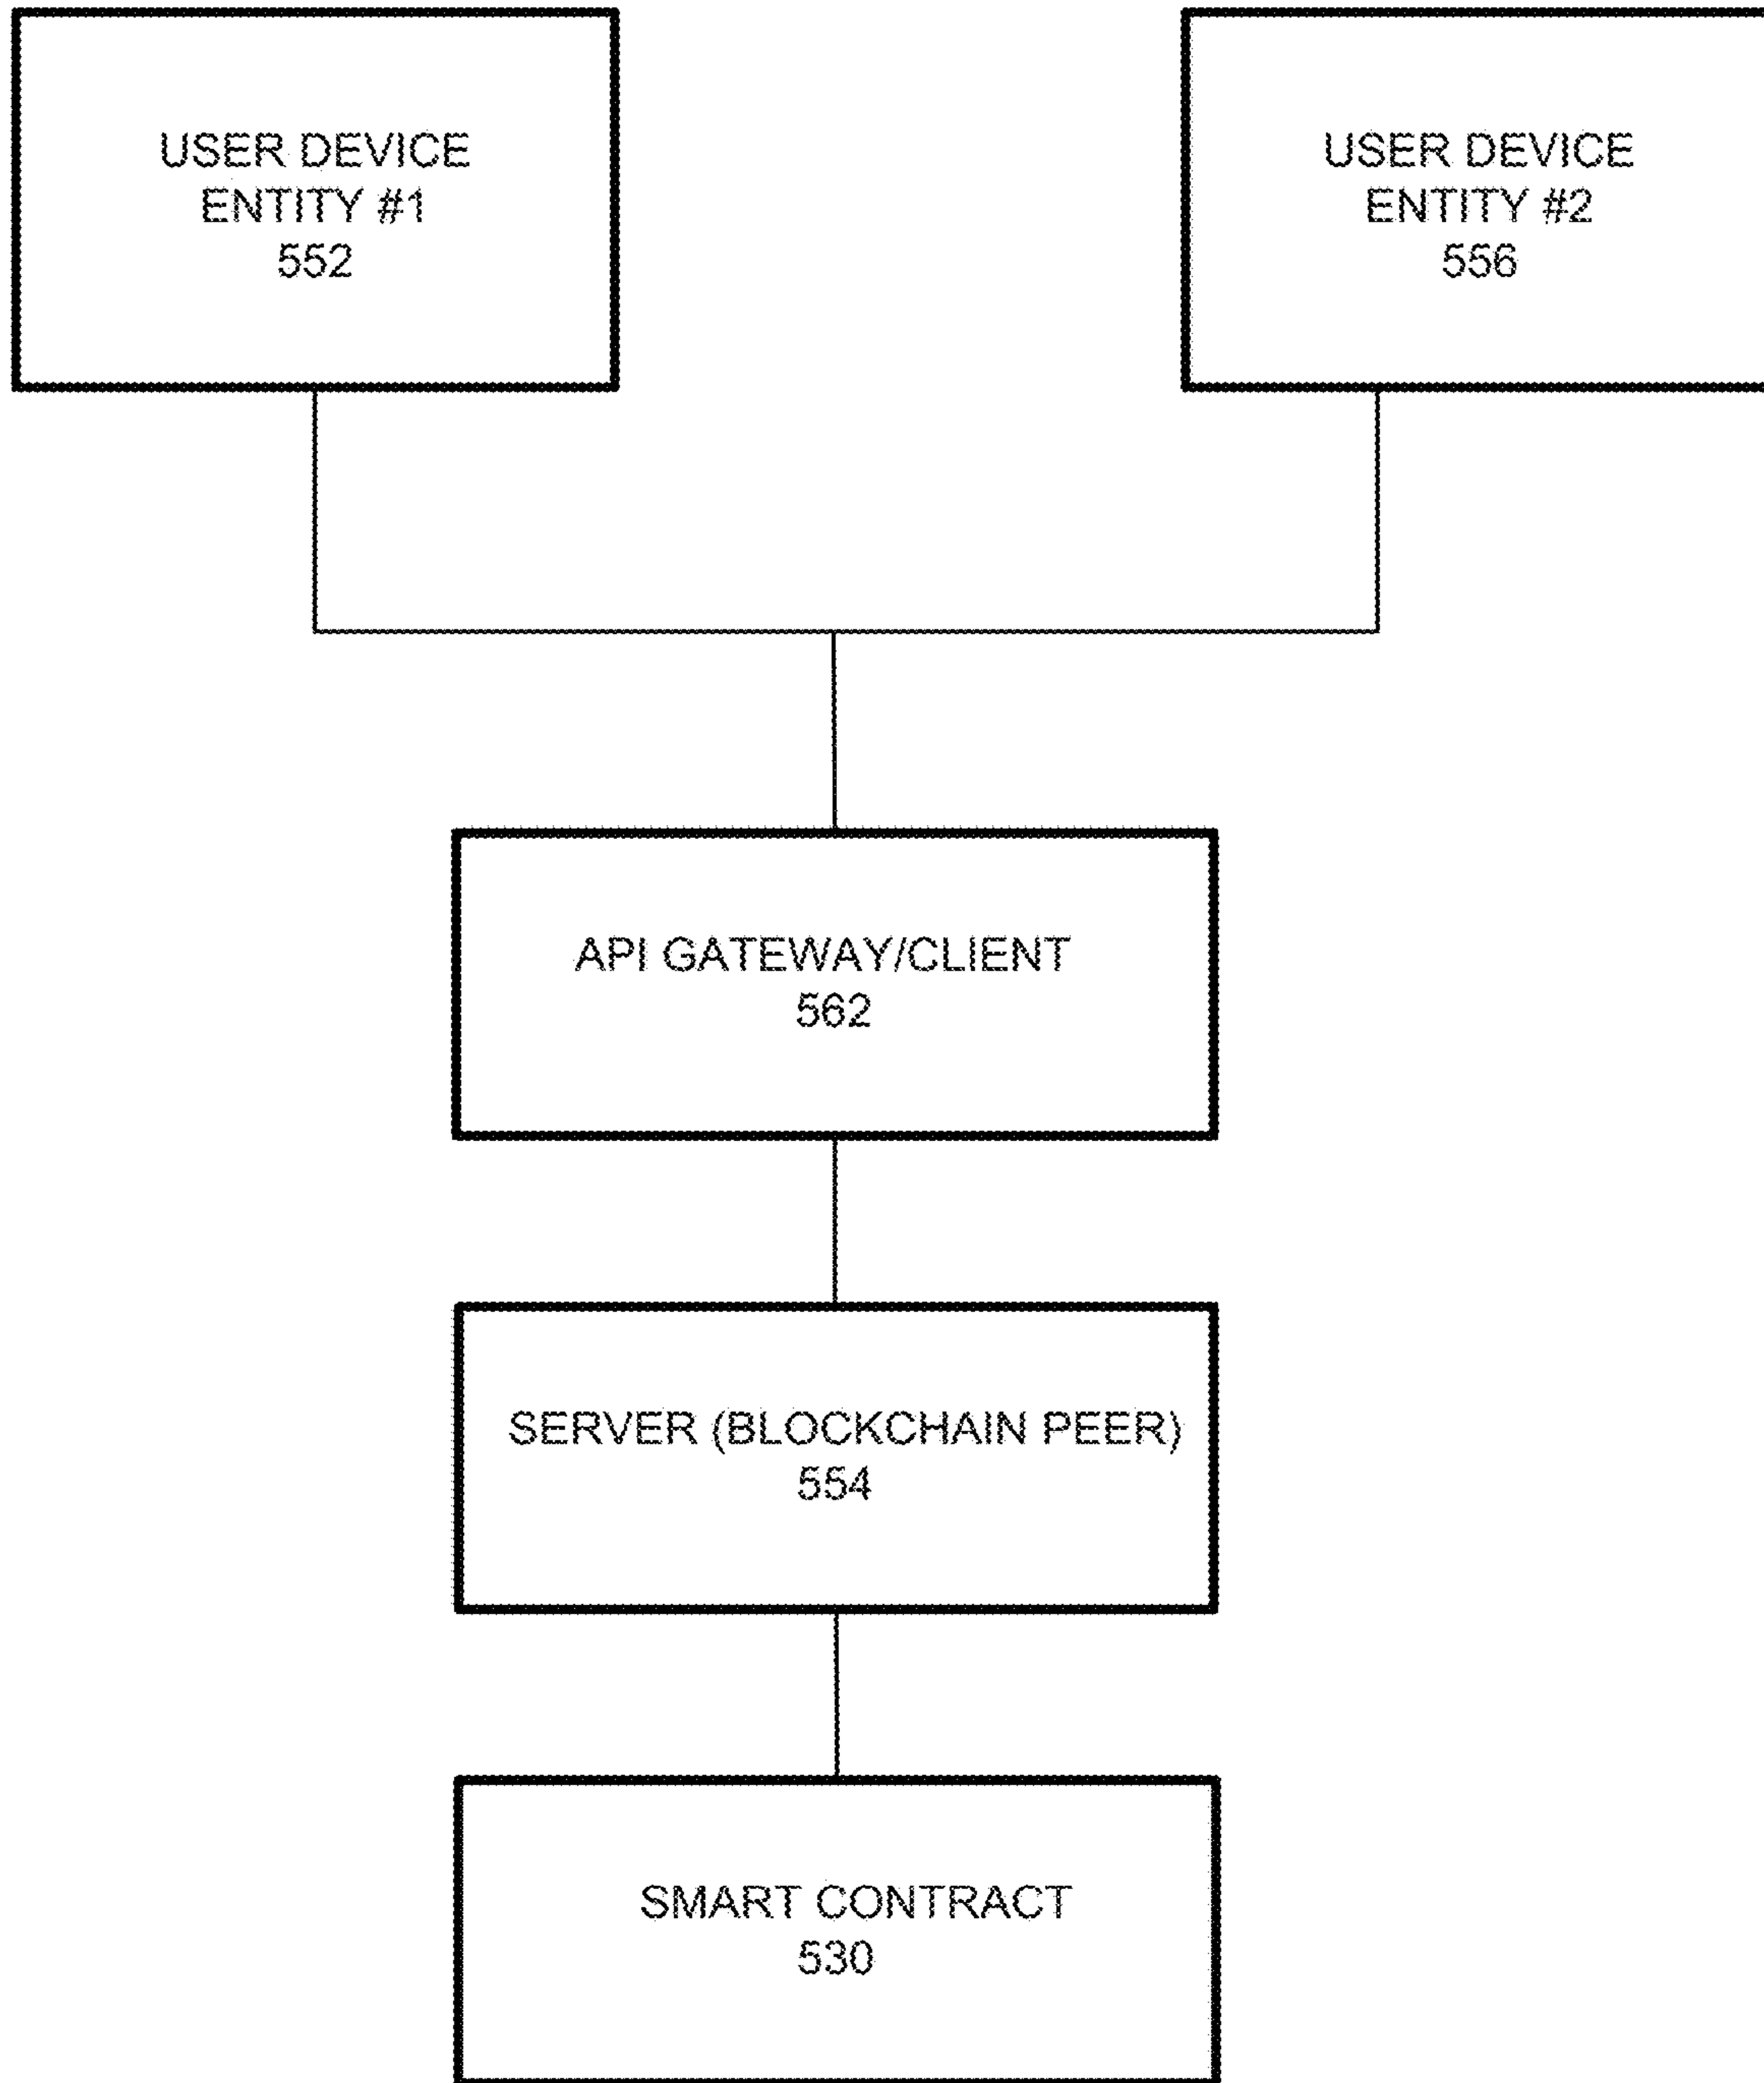 USER DEVICE
ENTITY #1
552
USER DEVICE
ENTITY #2
556
API GATEWAY/CLIENT
562
SERVER (BLOCKCHAIN PEER)
554
SMART CONTRACT
530